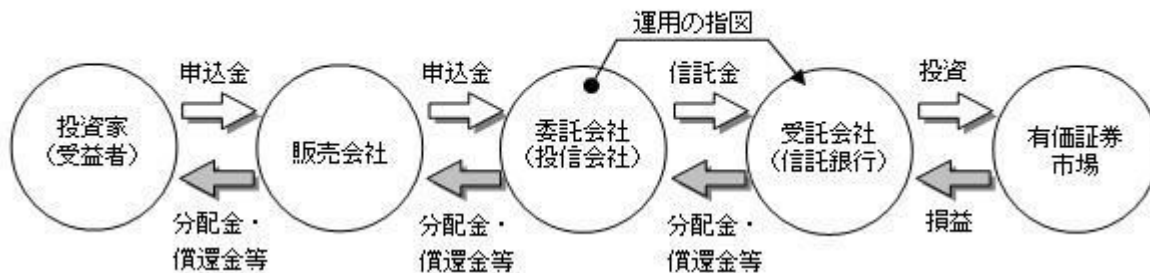 運用の指図
申込金
申込金
信託金
投資
投資家
(受益者)
販売会社
委託会社
(投信会社)
受託会社
(信託銀行)
有価証券
市場
分配金・
償還金等
分配金・
償還金等
分配金・
償還金等
損益